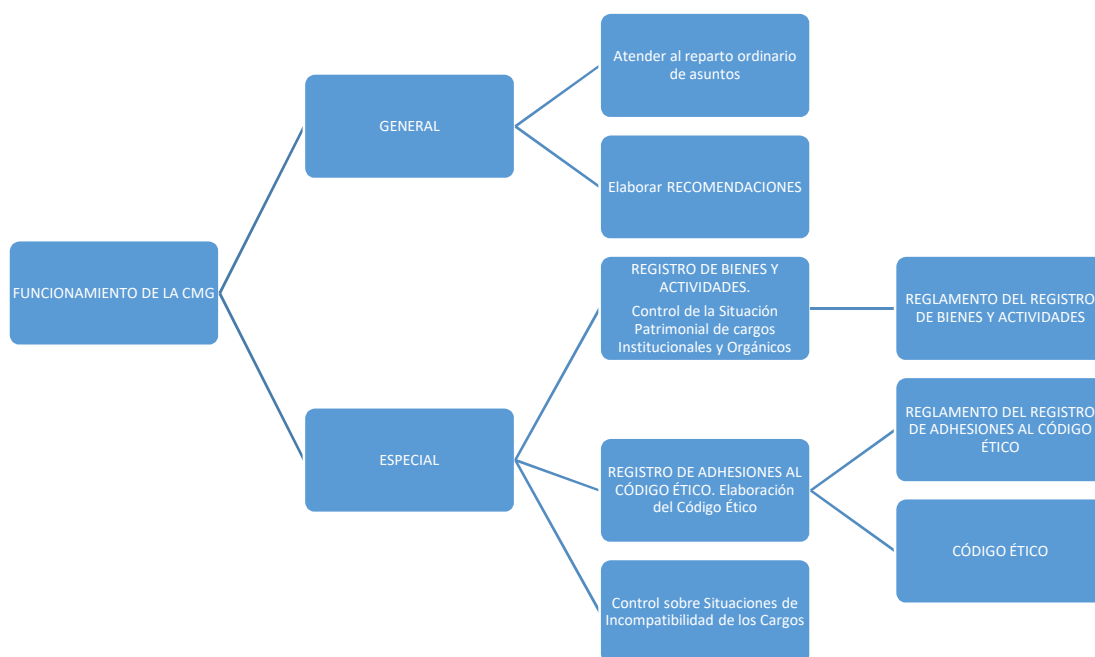 FUNCIONAMIENTO DE LA CMG
GENERAL
Atender al reparto ordinario
de asuntos
Elaborar RECOMENDACIONES
ESPECIAL
REGISTRO DE BIENES Y
ACTIVIDADES.
Control de la Situación
Patrimonial de cargos
Institucionales y Orgánicos
REGLAMENTO DEL REGISTRO
DE BIENES Y ACTIVIDADES
REGISTRO DE ADHESIONES AL
CÓDIGO ÉTICO. Elaboración
del Código Ético
REGLAMENTO DEL REGISTRO
DE ADHESIONES AL CÓDIGO
ÉTICO
CÓDIGO ÉTICO
Control sobre Situaciones de
Incompatibilidad de los Cargos